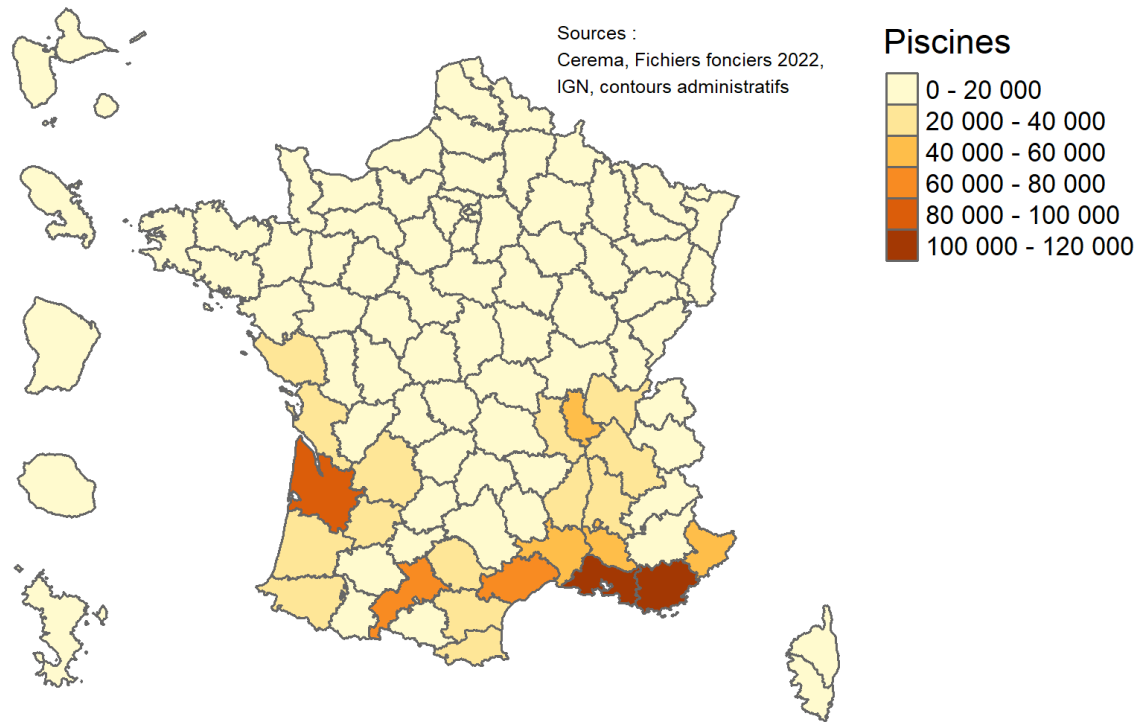 Sources :
Cerema, Fichiers fonciers 2022,
IGN, contours administratifs
Piscines
0 - 20 000
20 000 - 40 000
40 000 - 60 000
60 000 - 80 000
80 000 - 100 000
100 000 - 120 000